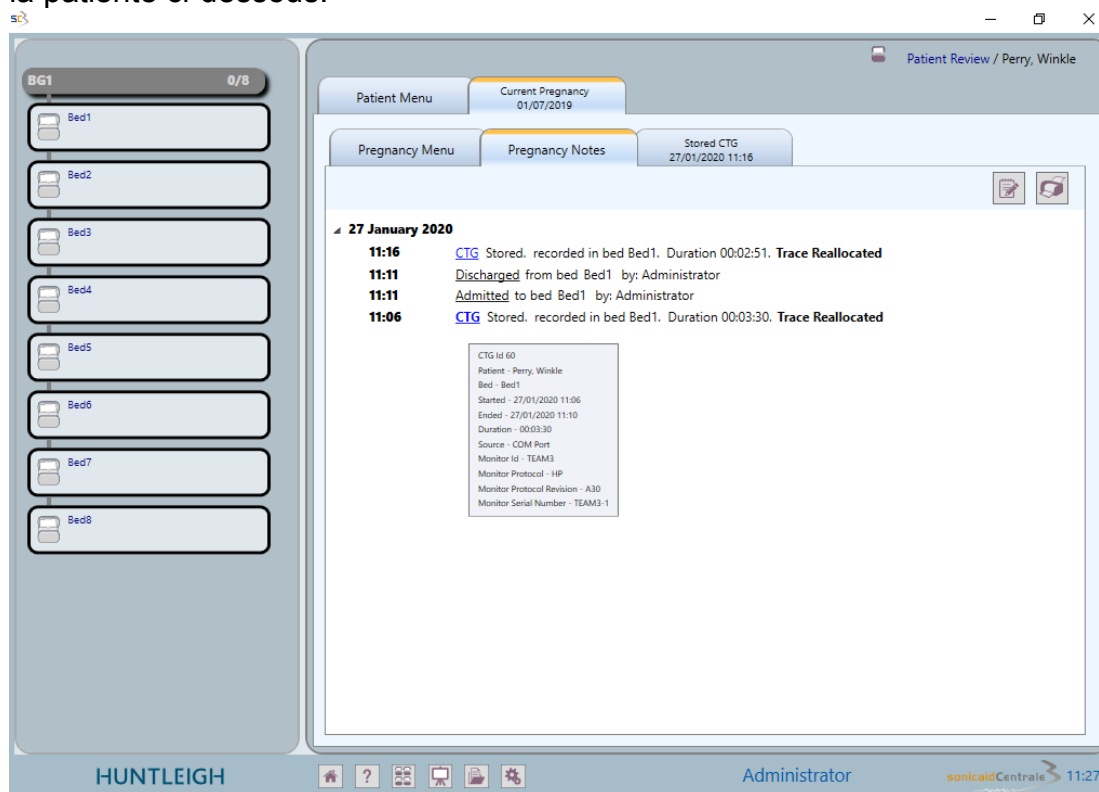 la patiente ci-dessous.
Patient Review / Perry, Winkle
BG1 0/8
Bed1
Bed2
Bed3
Bed4
Bed5
Bed6
Bed7
Bed8
Patient Menu
Current Pregnancy
01/07/2019
Pregnancy Menu
Pregnancy Notes
Stored CTG
27/01/2020 11:16
27 January 2020
11:16 CTG Stored. recorded in bed Bed1. Duration 00:02:51. Trace Reallocated
11:11 Discharged from bed Bed1 by: Administrator
11:11 Admitted to bed Bed1 by: Administrator
11:06 CTG Stored. recorded in bed Bed1. Duration 00:03:30. Trace Reallocated
CTG Id 60
Patient - Perry, Winkle
Bed - Bed1
Started - 27/01/2020 11:06
Ended - 27/01/2020 11:10
Duration - 00:03:30
Source - COM Port
Monitor Id - TEAM3
Monitor Protocol - HP
Monitor Protocol Revision - A30
Monitor Serial Number - TEAM3-1
HUNTLEIGH
?
Administrator
sonicaidCentrale3 11:27